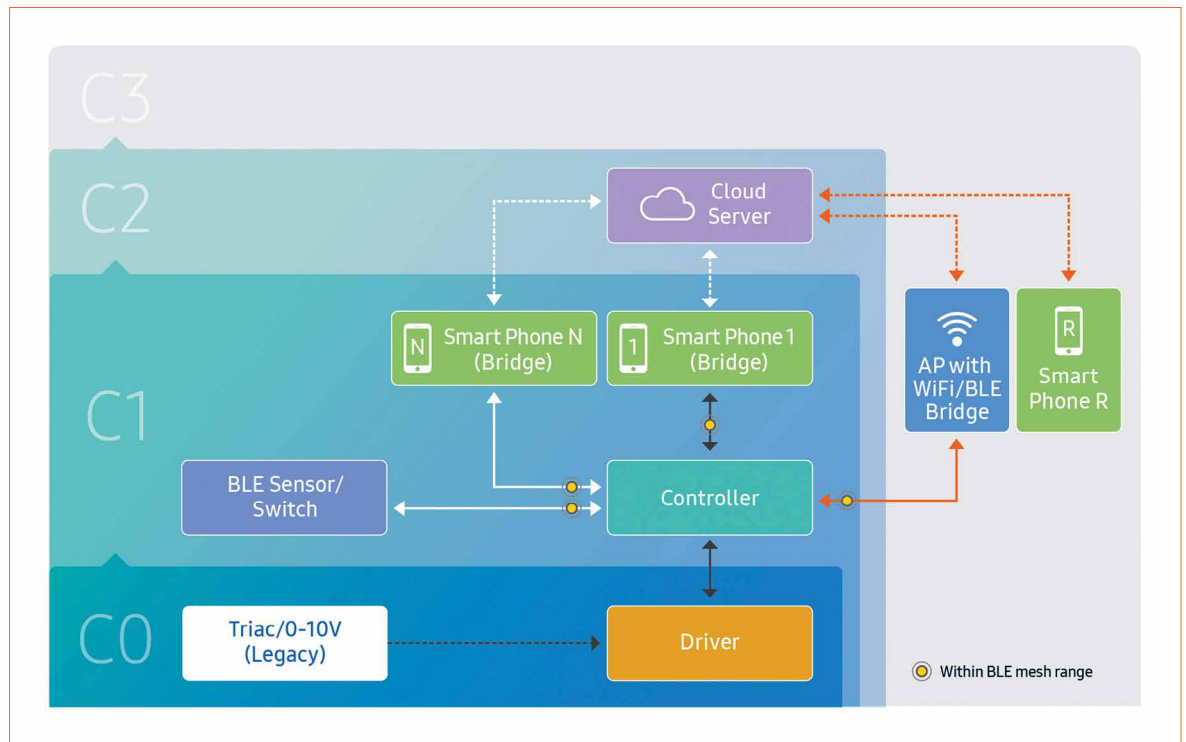 C3
C2
Cloud
Server
C1
N
Smart Phone N
(Bridge)
1
Smart Phone 1
(Bridge)
AP with
WiFi/BLE
Bridge
R
Smart
Phone R
BLE Sensor/
Switch
Controller
C0
Triac/0-10V
(Legacy)
Driver
Within BLE mesh range